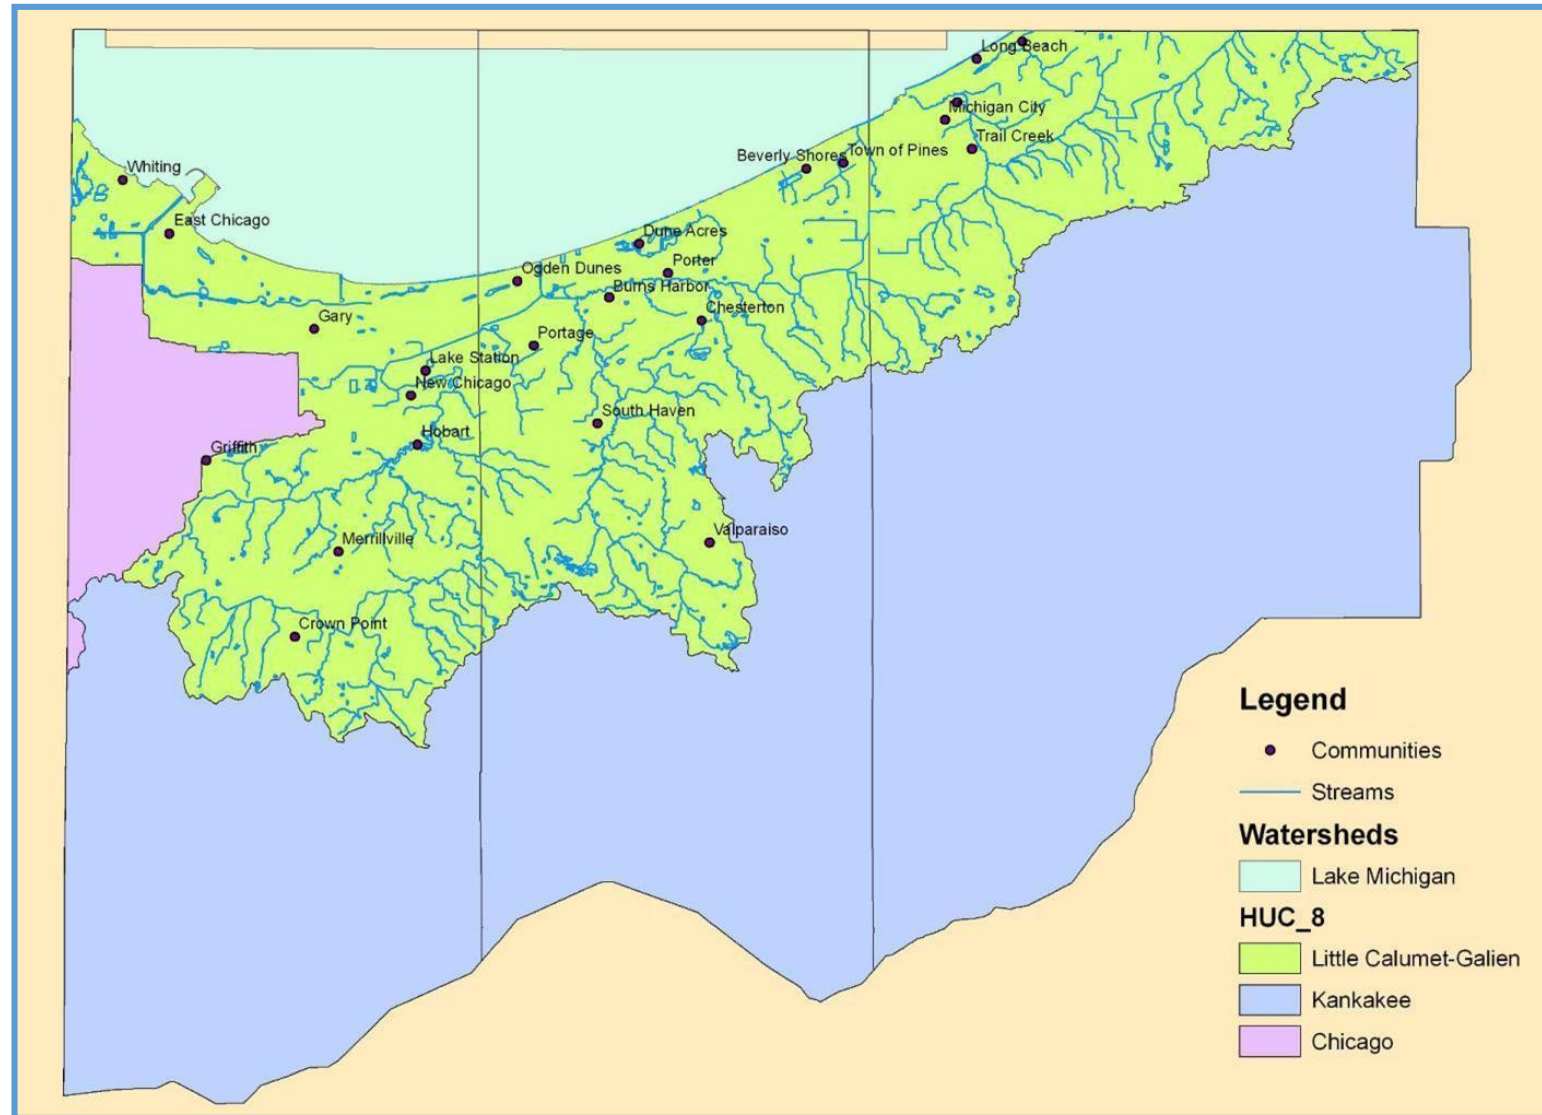 Long Beach
Michigan City
Trail Creek
Town of Pines
Beverly Shores
Whiting
East Chicago
Dune Acres
Porter
Ogden Dunes
Burns Harbor
Chesterton
Gary
Portage
Lake Station
New Chicago
South Haven
Hobart
Griffith
Valparaiso
Merrillville
Crown Point
Legend
Communities
Streams
Watersheds
Lake Michigan
HUC_8
Little Calumet-Galien
Kankakee
Chicago